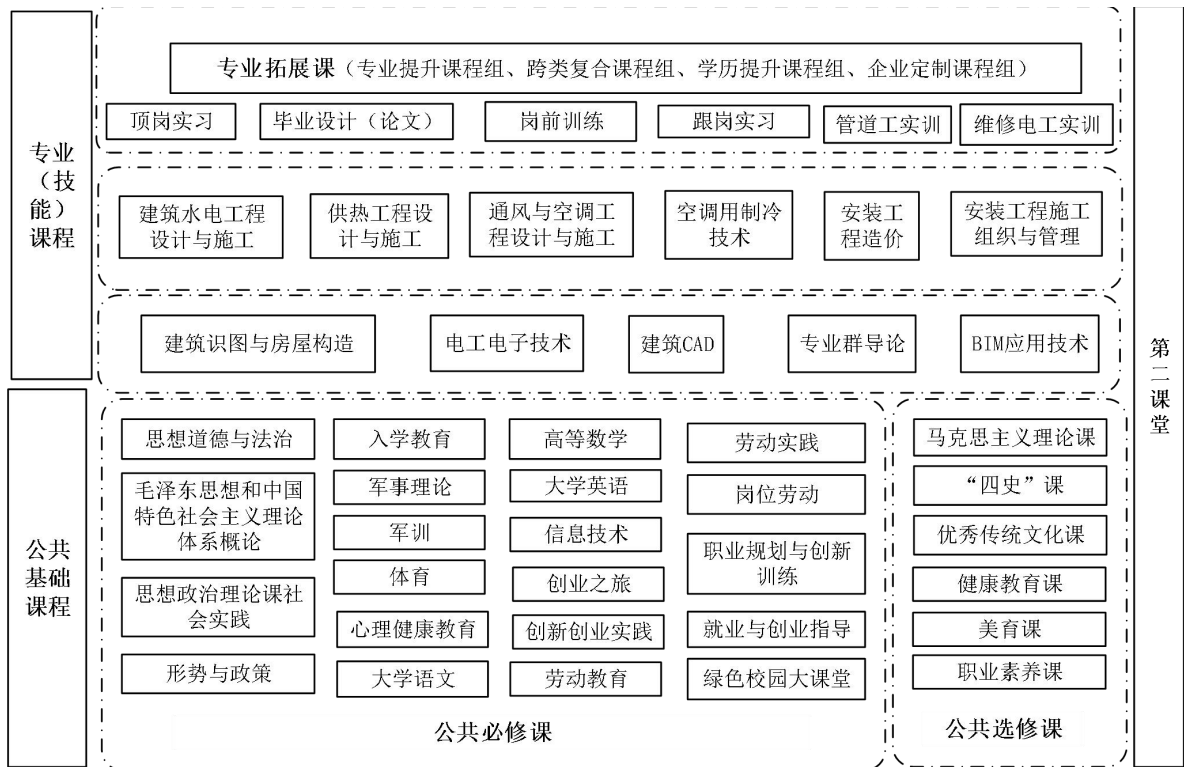 专业拓展课（专业提升课程组、跨类复合课程组、学历提升课程组、企业定制课程组）
顶岗实习
毕业设计（论文）
岗前训练
跟岗实习
管道工实训
维修电工实训
专业
（技
能）
课程
建筑水电工程
设计与施工
供热工程设
计与施工
通风与空调工
程设计与施工
空调用制冷
技术
安装工
程造价
安装工程施工
组织与管理
建筑识图与房屋构造
电工电子技术
建筑CAD
专业群导论
BIM应用技术
第
二
课
堂
公共
基础
课程
思想道德与法治
毛泽东思想和中国
特色社会主义理论
体系概论
思想政治理论课社
会实践
形势与政策
入学教育
军事理论
军训
体育
心理健康教育
大学语文
高等数学
大学英语
信息技术
创业之旅
创新创业实践
劳动教育
劳动实践
岗位劳动
职业规划与创新
训练
就业与创业指导
绿色校园大课堂
公共必修课
马克思主义理论课
“四史”课
优秀传统文化课
健康教育课
美育课
职业素养课
公共选修课